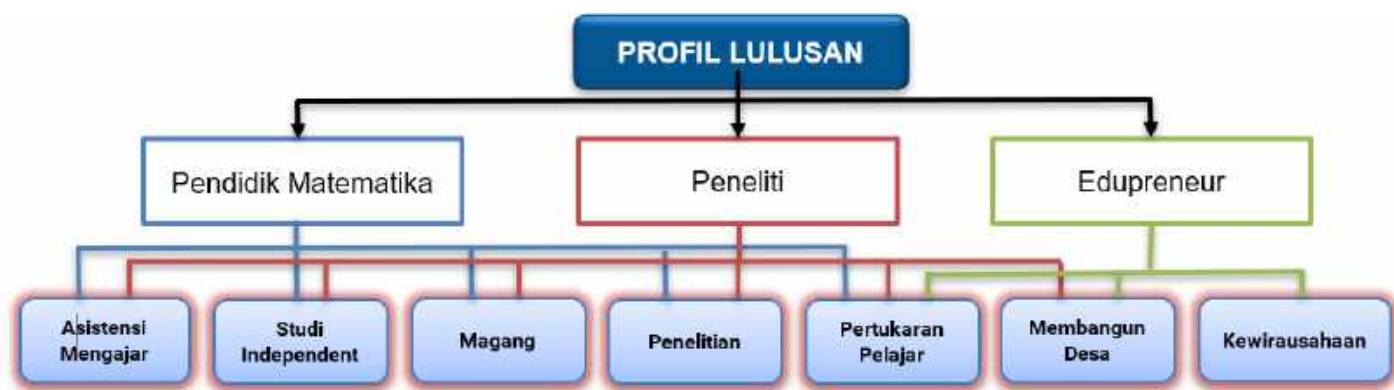 PROFIL LULUSAN
Pendidik Matematika
Peneliti
Edupreneur
Asistensi
Mengajar
Studi
Independent
Magang
Penelitian
Pertukaran
Pelajar
Membangun
Desa
Kewirausahaan